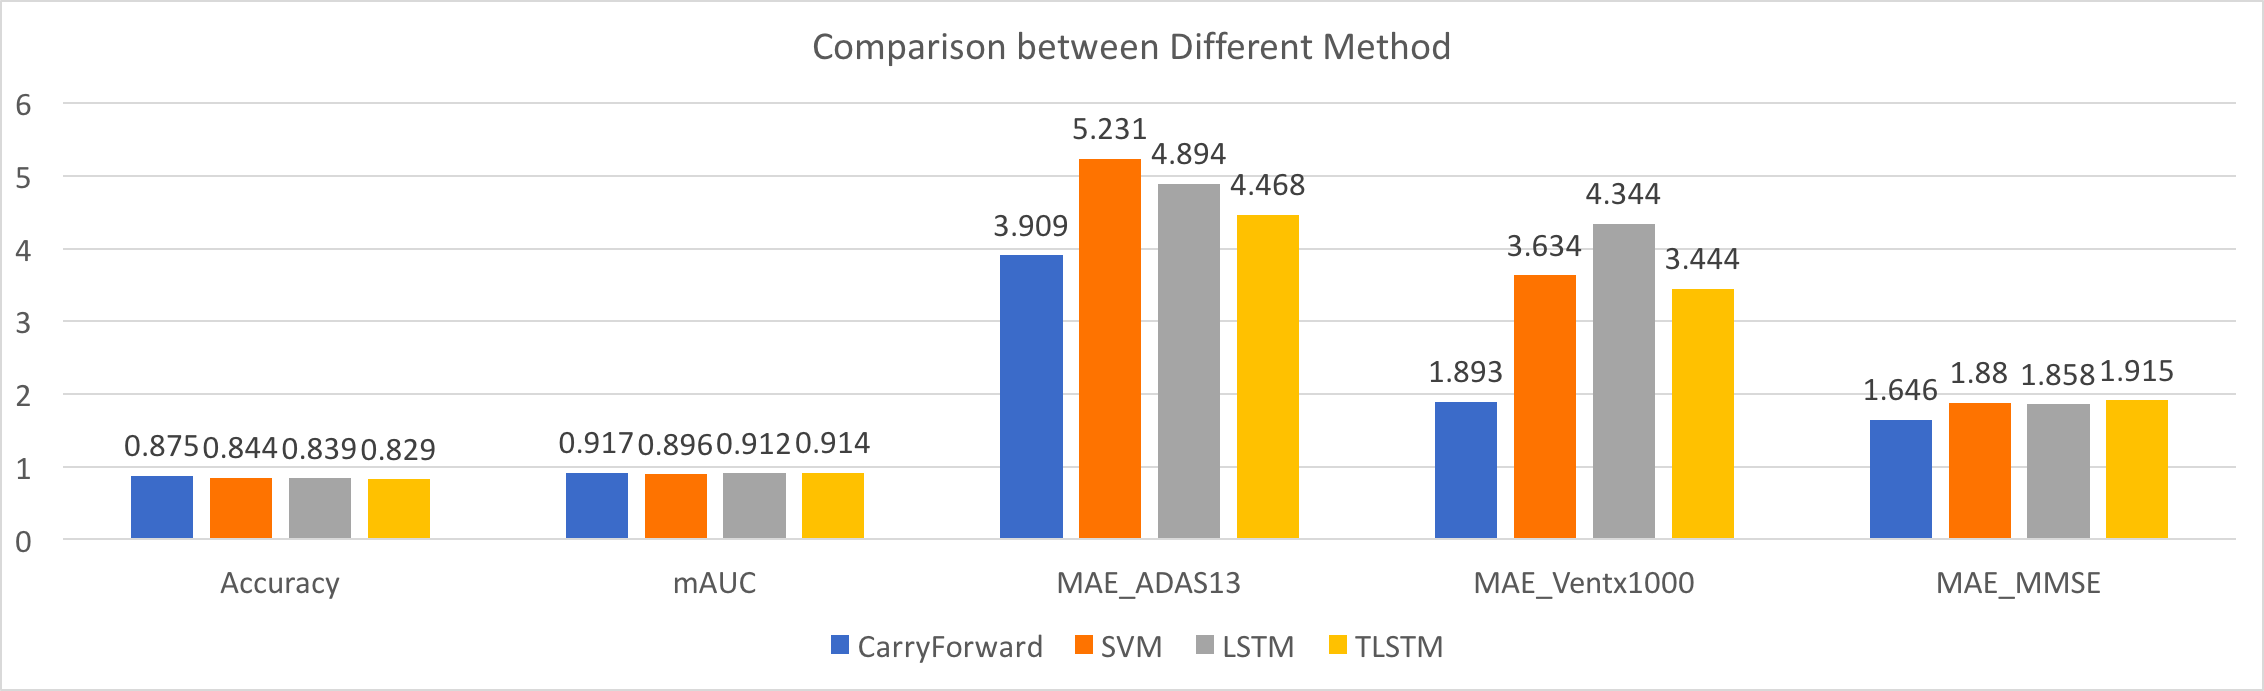 Comparison between Different Method
6
5
4
3
2
1
0
0.875 0.844 0.839 0.829
0.917 0.896 0.912 0.914
3.909 5.231 4.894 4.468
1.893 3.634 4.344 3.444
1.646 1.88 1.858 1.915
Accuracy mAUC MAE_ADAS13 MAE_Ventx1000 MAE_MMSE
CarryForward SVM LSTM TLSTM